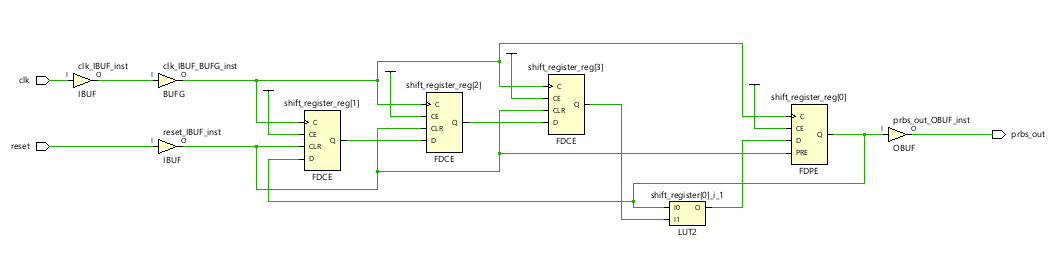 clk
I
clk_IBUF_inst
O
IBUF
I
clk_IBUF_BUFG_inst
O
BUFG
reset
I
reset_IBUF_inst
O
IBUF
shift_register_reg[1]
C
CE
CLR
D
Q
FDCE
shift_register_reg[2]
C
CE
CLR
D
Q
FDCE
shift_register_reg[3]
C
CE
CLR
D
Q
FDCE
shift_register[0]_i_1
I0
I1
O
LUT2
shift_register_reg[0]
C
CE
D
PRE
Q
FDPE
I
prbs_out_OBUF_inst
O
OBUF
prbs_out